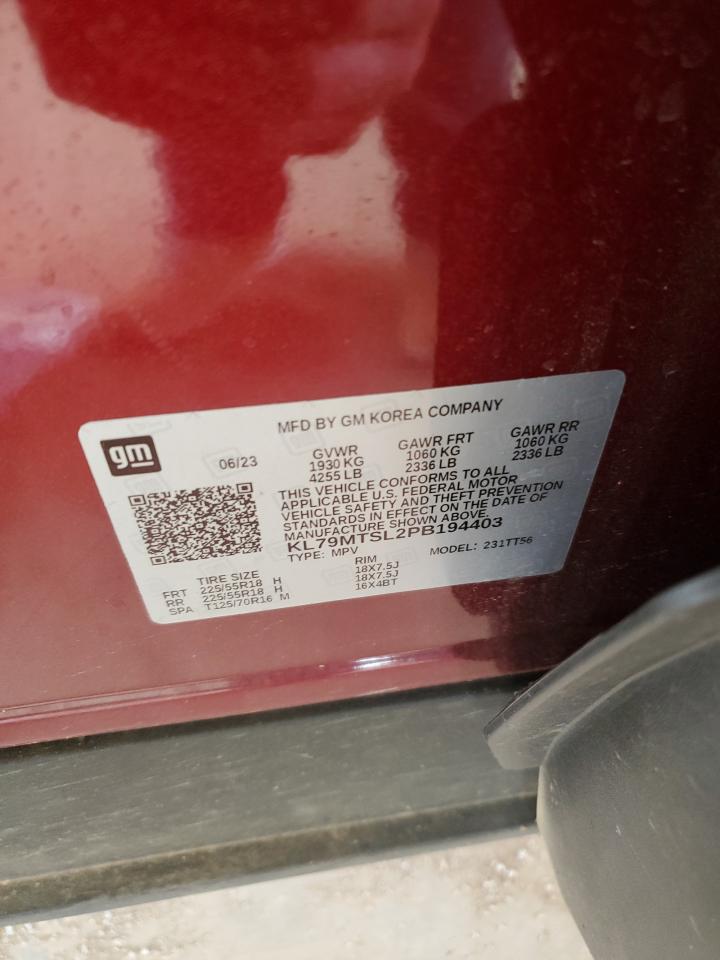 MFD BY GM KOREA COMPANY
gm
06/23
GVWR
1930 KG
4255 LB
GAWR FRT
1060 KG
2336 LB
GAWR RR
1060 KG
2336 LB
THIS VEHICLE CONFORMS TO ALL
APPLICABLE U.S. FEDERAL MOTOR
VEHICLE SAFETY AND THEFT PREVENTION
STANDARDS IN EFFECT ON THE DATE OF
MANUFACTURE SHOWN ABOVE.
KL79MTSL2PB194403
TYPE: MPV MODEL: 231TT56
TIRE SIZE RIM
FRT 225/55R18 H 18X7.5J
RR 225/55R18 H 18X7.5J
SPA T125/70R16 M 16X4BT